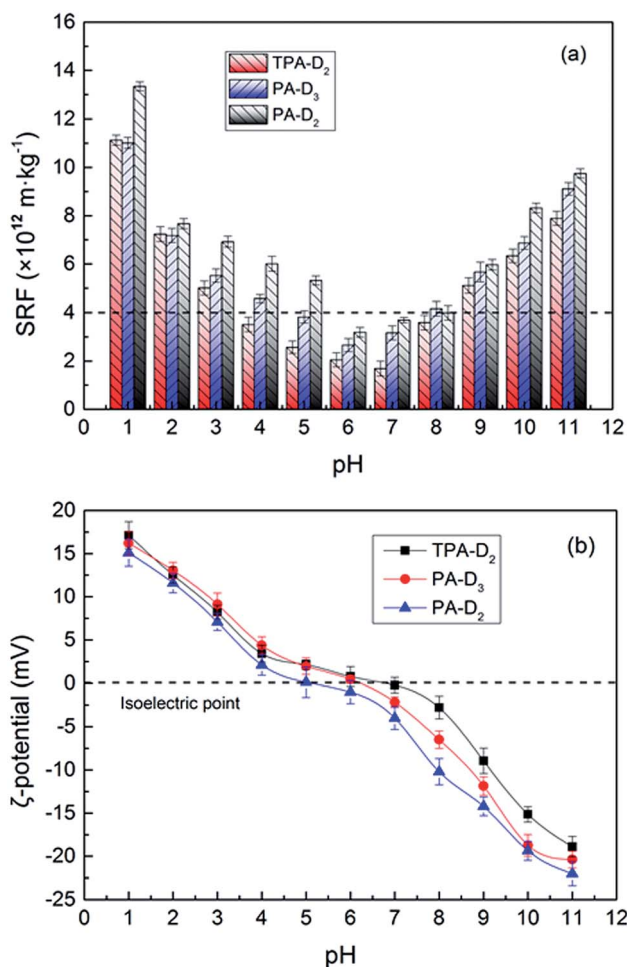 16
14
12
10
8
6
4
2
0
SRF (×10¹² m·kg⁻¹)
(a)
TPA-D₂
PA-D₃
PA-D₂
0 1 2 3 4 5 6 7 8 9 10 11 12
pH
20
15
10
5
0
-5
-10
-15
-20
-25
ζ-potential (mV)
(b)
TPA-D₂
PA-D₃
PA-D₂
Isoelectric point
0 1 2 3 4 5 6 7 8 9 10 11 12
pH